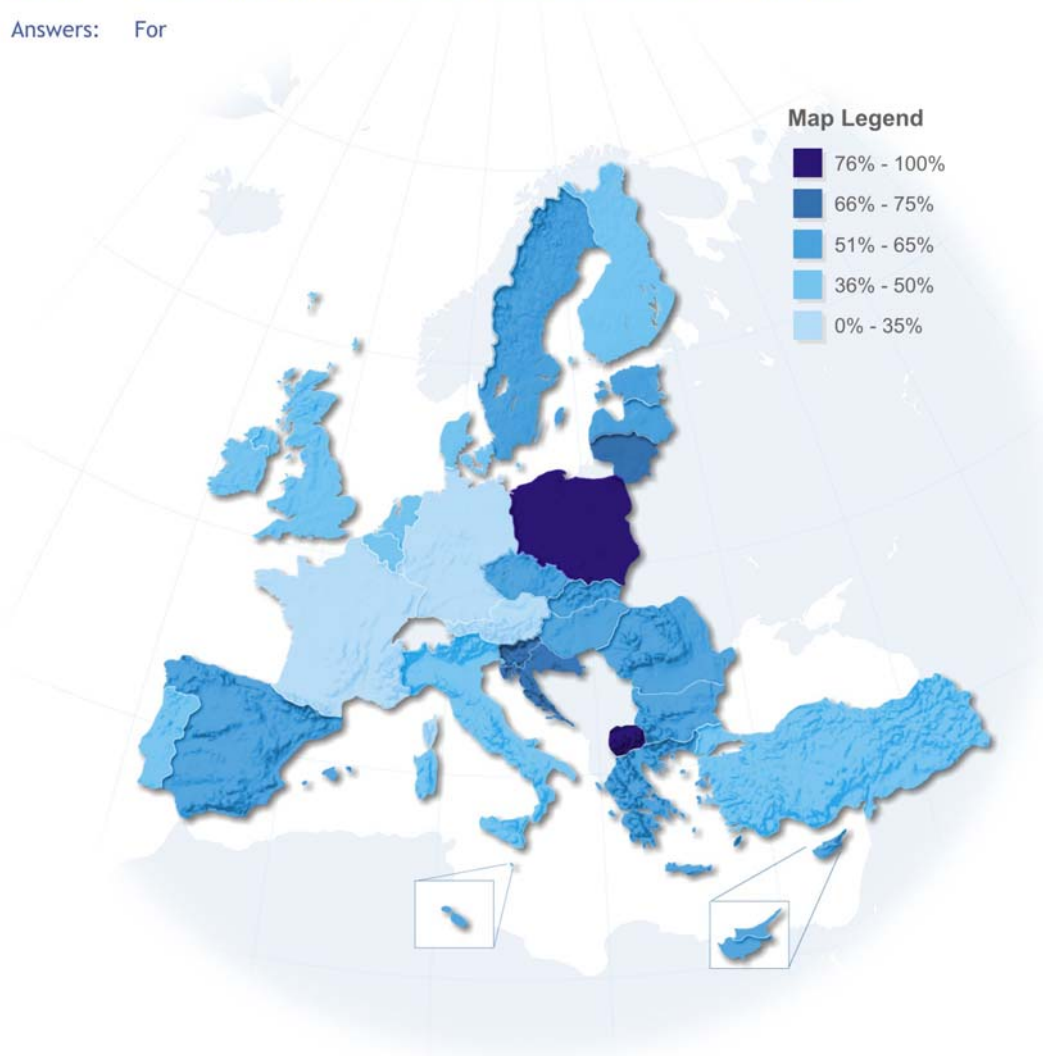 Answers: For
Map Legend
76% - 100%
66% - 75%
51% - 65%
36% - 50%
0% - 35%